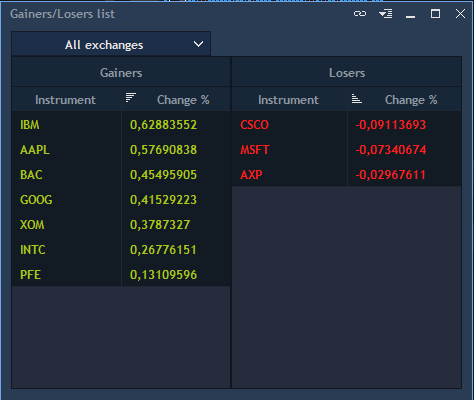 Gainers/Losers list
All exchanges
Gainers Losers
Instrument Change % Instrument Change %
IBM 0,62883552 CSCO -0,09113693
AAPL 0,57690838 MSFT -0,07340674
BAC 0,45495905 AXP -0,02967611
GOOG 0,41529223
XOM 0,3787327
INTC 0,26776151
PFE 0,13109596